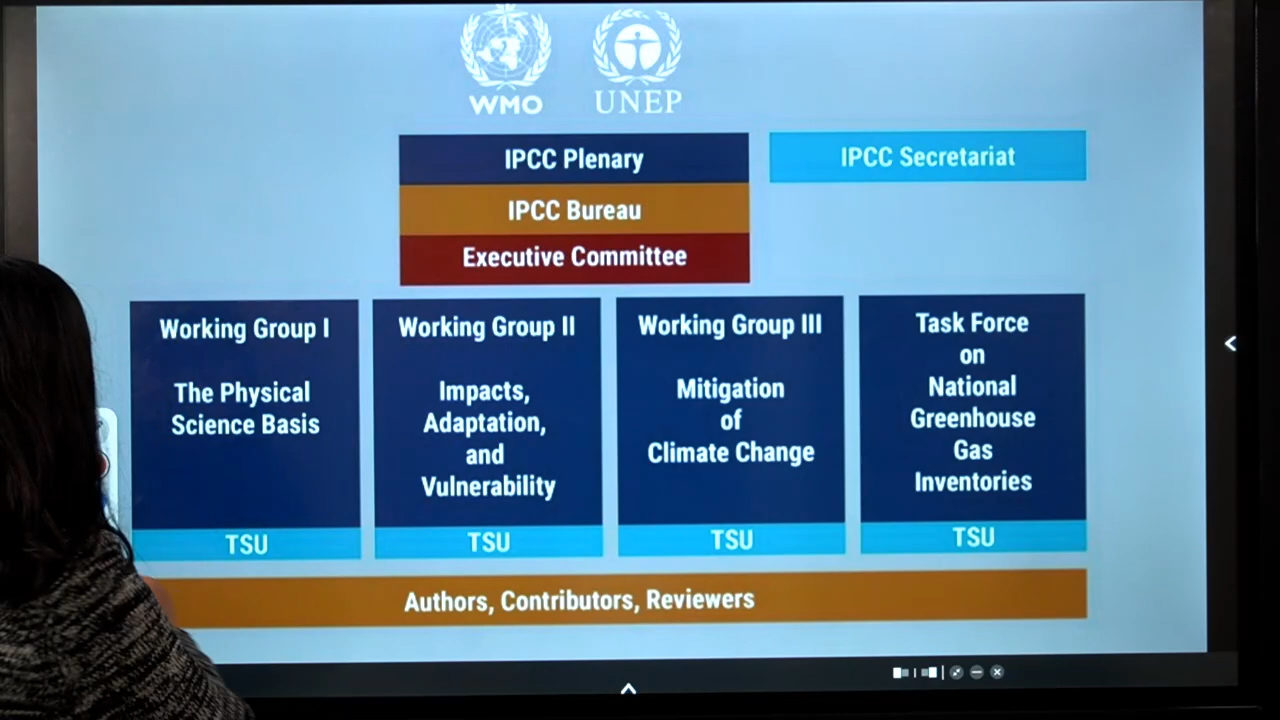 WMO
UNEP
IPCC Plenary
IPCC Secretariat
IPCC Bureau
Executive Committee
Working Group I
The Physical
Science Basis
TSU
Working Group II
Impacts,
Adaptation,
and
Vulnerability
TSU
Working Group III
Mitigation
of
Climate Change
TSU
Task Force
on
National
Greenhouse
Gas
Inventories
TSU
Authors, Contributors, Reviewers